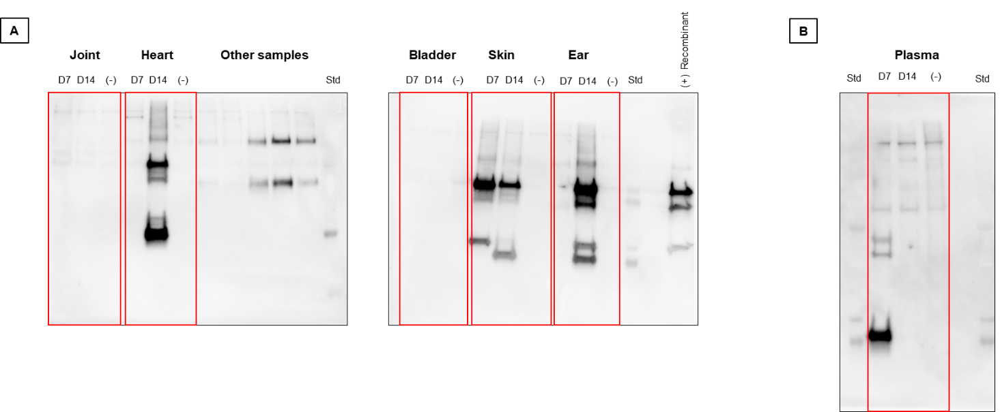 (+) Recombinant
A
B
Joint Heart Other samples Bladder Skin Ear Plasma
D7 D14 (-) D7 D14 (-) Std D7 D14 (-) D7 D14 (-) D7 D14 (-) Std Std D7 D14 (-) Std